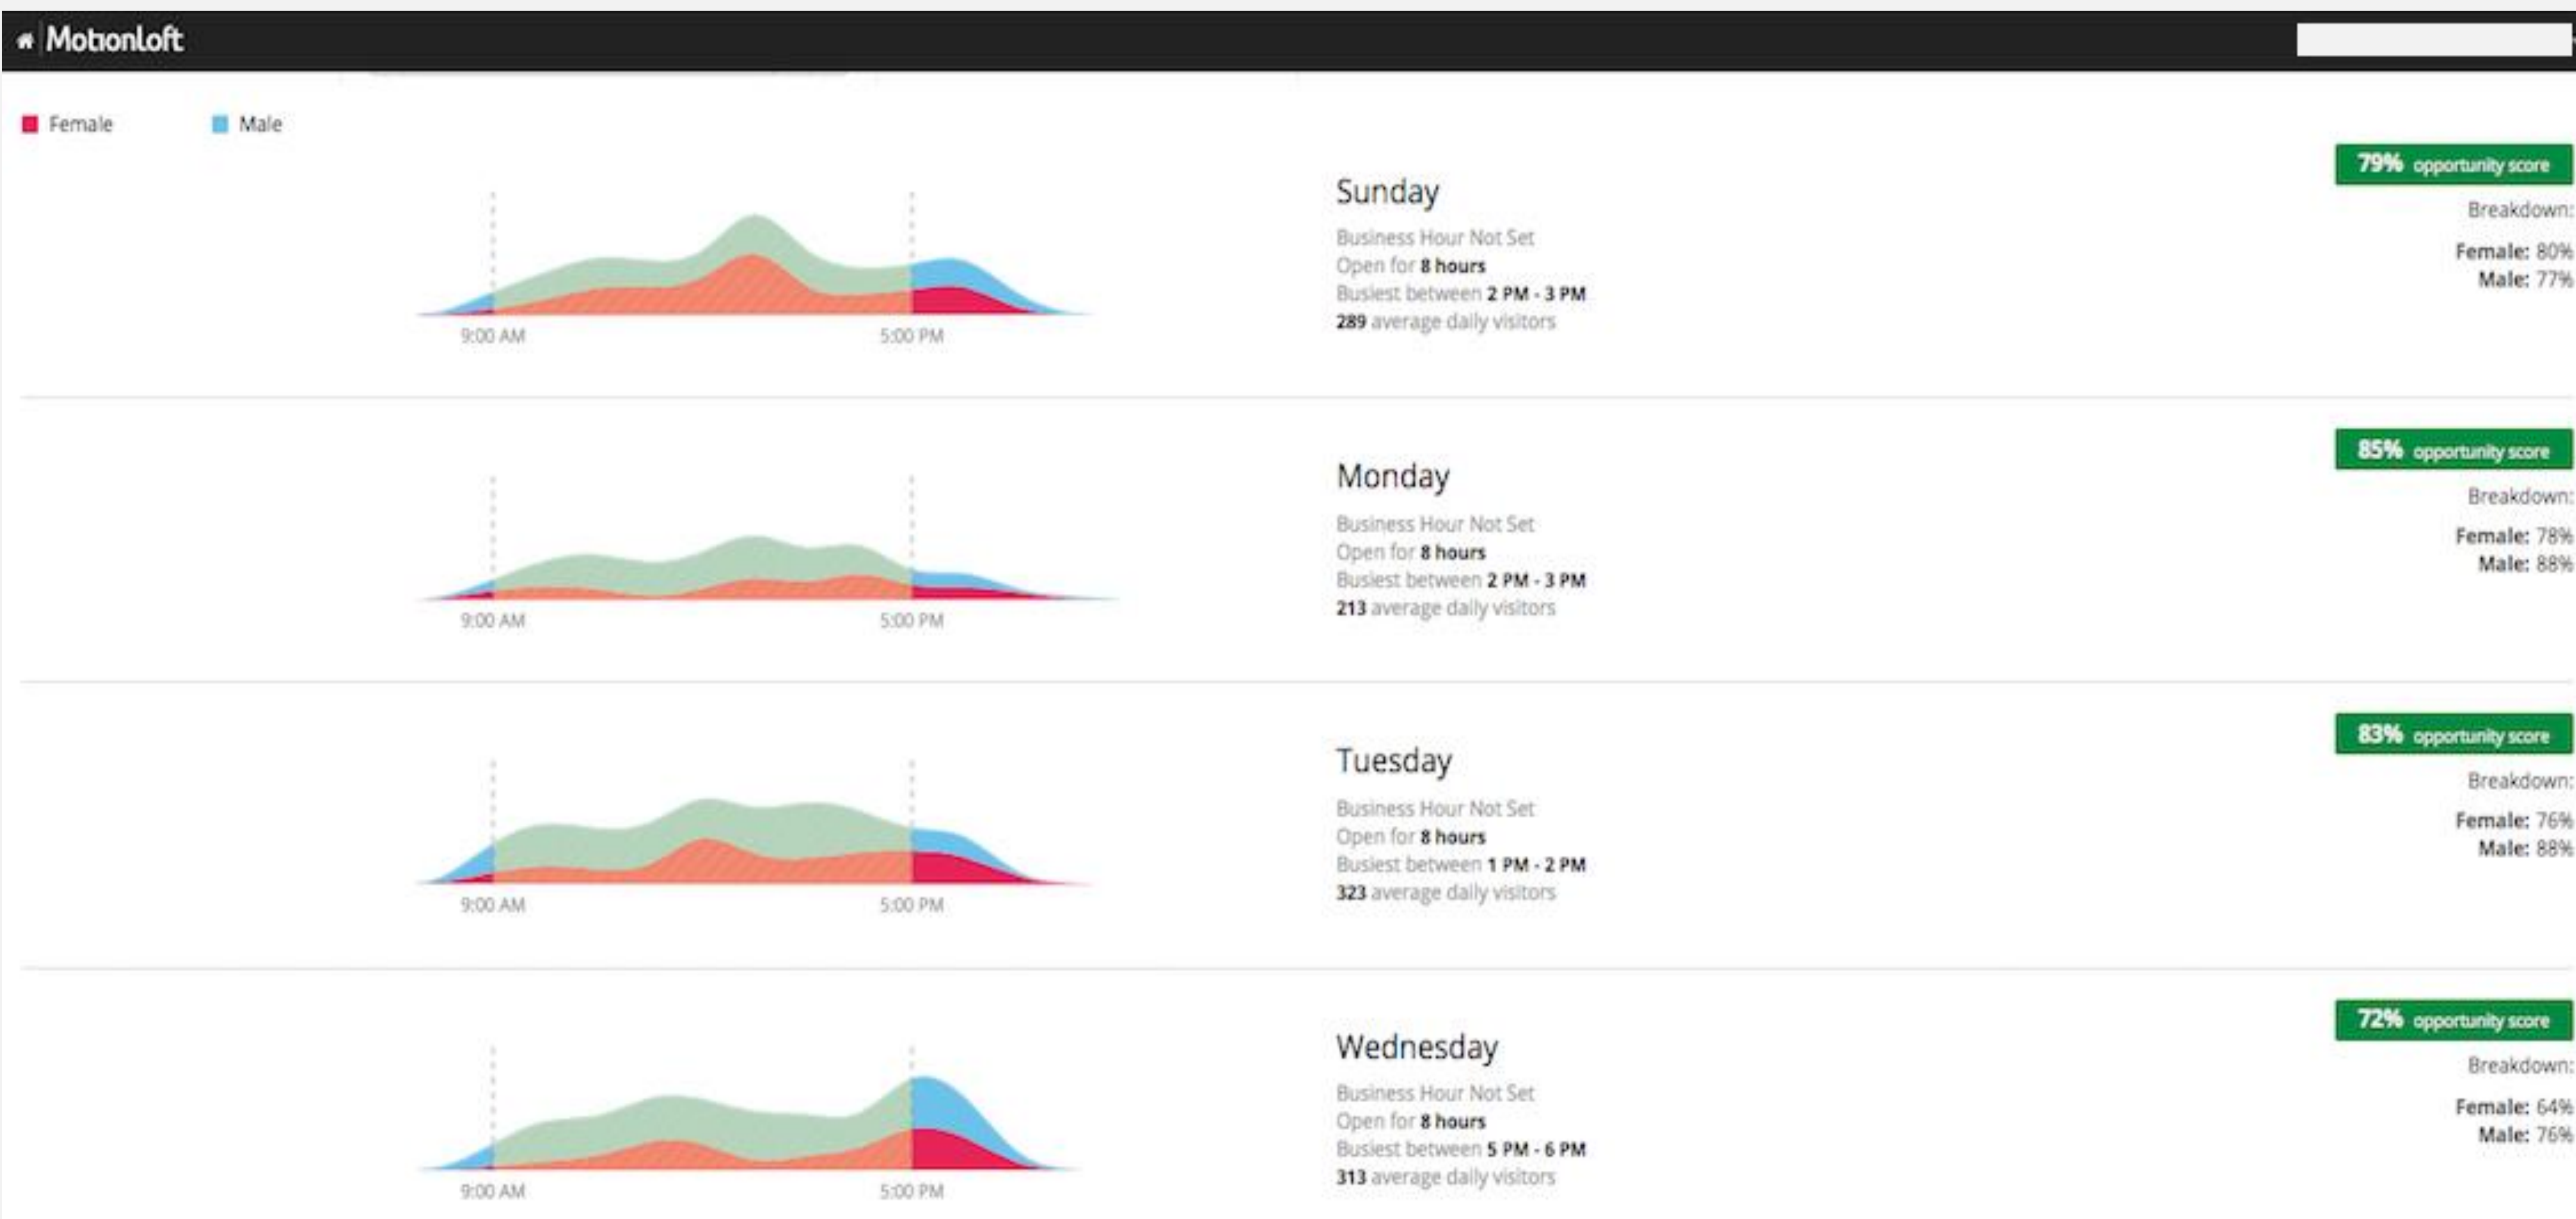 Motionloft
Female
Male
79% opportunity score
Sunday
Breakdown:
Business Hour Not Set
Female: 80%
Open for 8 hours
Male: 77%
Busiest between 2 PM - 3 PM
289 average daily visitors
9:00 AM
5:00 PM
85% opportunity score
Monday
Breakdown:
Business Hour Not Set
Female: 78%
Open for 8 hours
Male: 88%
Busiest between 2 PM - 3 PM
213 average daily visitors
9:00 AM
5:00 PM
83% opportunity score
Tuesday
Breakdown:
Business Hour Not Set
Female: 76%
Open for 8 hours
Male: 88%
Busiest between 1 PM - 2 PM
323 average daily visitors
9:00 AM
5:00 PM
72% opportunity score
Wednesday
Breakdown:
Business Hour Not Set
Female: 64%
Open for 8 hours
Male: 76%
Busiest between 5 PM - 6 PM
313 average daily visitors
9:00 AM
5:00 PM